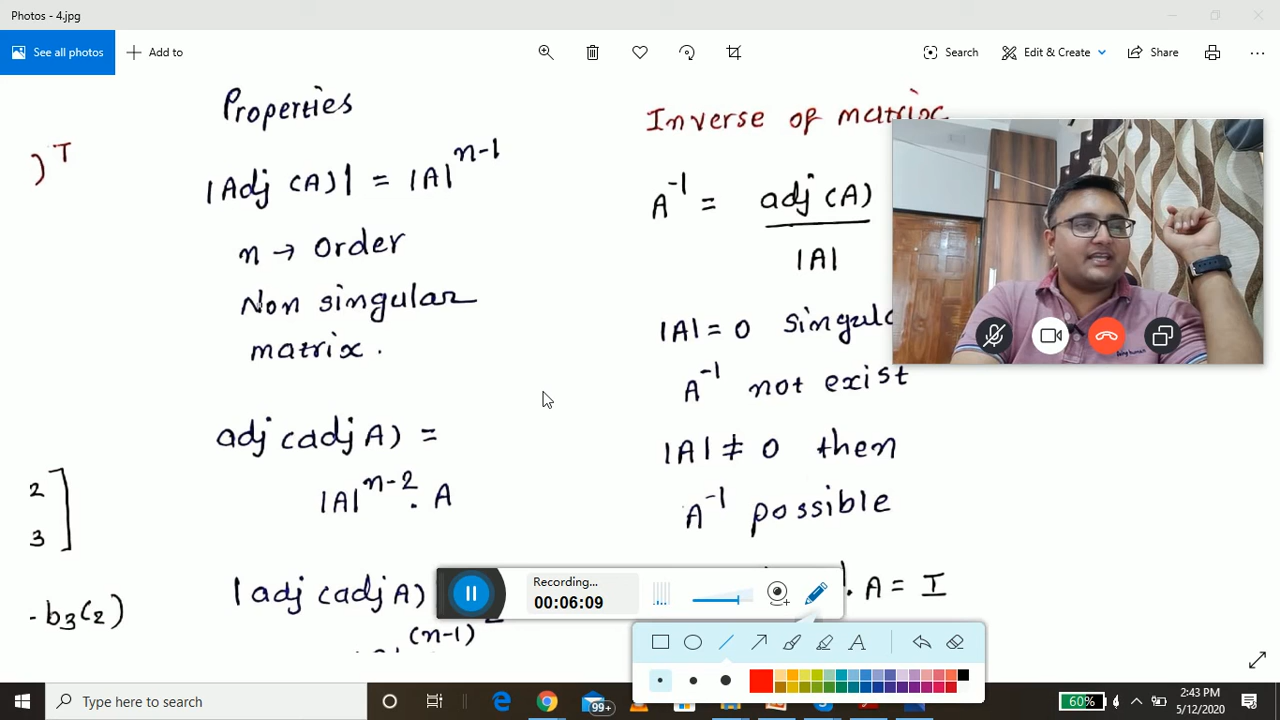 Photos - 4.jpg
See all photos
Add to
Search
Edit & Create
Share
Properties
Inverse of matrix
)ᵀ
|Adj (A)| = |A|ⁿ⁻¹
A⁻¹ = adj (A) / |A|
n → Order
Non singular
matrix.
|A| = 0
A⁻¹ not exist
adj (adj A) =
|A|ⁿ⁻² . A
|A| ≠ 0 then
A⁻¹ possible
2
3
- b3(2)
|adj (adj A)
(n-1)
. A = I
being human
Recording...
00:06:09
A
Type here to search
99+
60%
2:43 PM
5/12/2020